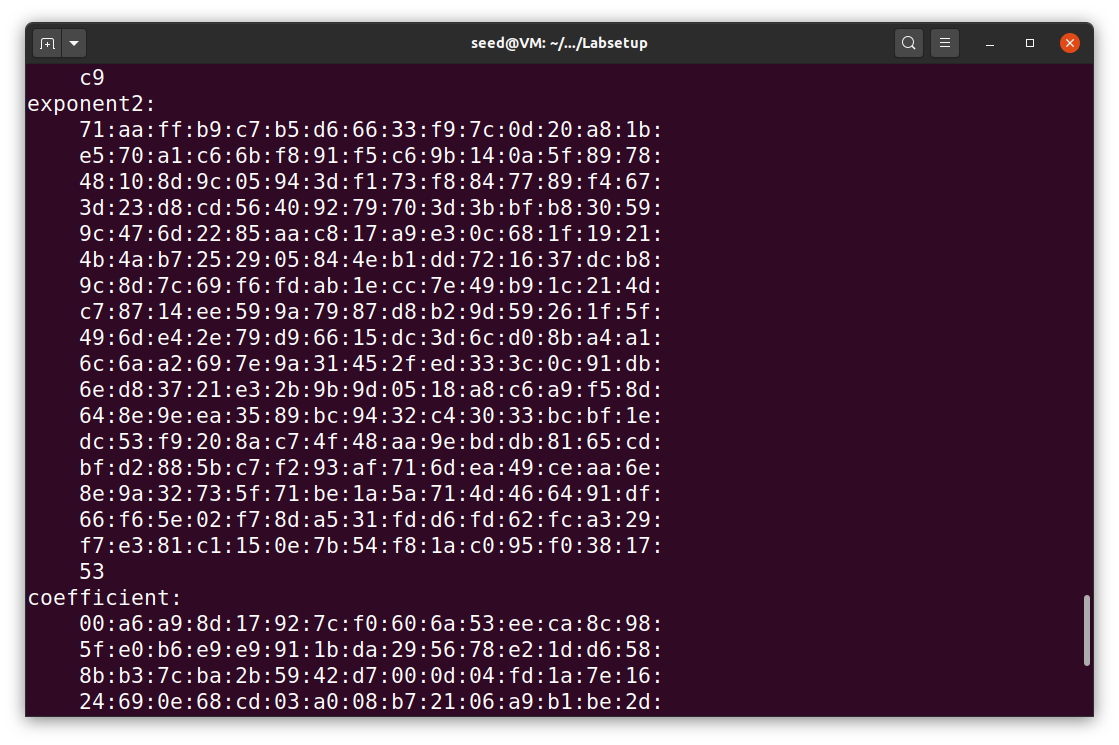 seed@VM: ~/.../Labsetup
c9
exponent2:
71:aa:ff:b9:c7:b5:d6:66:33:f9:7c:0d:20:a8:1b:
e5:70:a1:c6:6b:f8:91:f5:c6:9b:14:0a:5f:89:78:
48:10:8d:9c:05:94:3d:f1:73:f8:84:77:89:f4:67:
3d:23:d8:cd:56:40:92:79:70:3d:3b:bf:b8:30:59:
9c:47:6d:22:85:aa:c8:17:a9:e3:0c:68:1f:19:21:
4b:4a:b7:25:29:05:84:4e:b1:dd:72:16:37:dc:b8:
9c:8d:7c:69:f6:fd:ab:1e:cc:7e:49:b9:1c:21:4d:
c7:87:14:ee:59:9a:79:87:d8:b2:9d:59:26:1f:5f:
49:6d:e4:2e:79:d9:66:15:dc:3d:6c:d0:8b:a4:a1:
6c:6a:a2:69:7e:9a:31:45:2f:ed:33:3c:0c:91:db:
6e:d8:37:21:e3:2b:9b:9d:05:18:a8:c6:a9:f5:8d:
64:8e:9e:ea:35:89:bc:94:32:c4:30:33:bc:bf:1e:
dc:53:f9:20:8a:c7:4f:48:aa:9e:bd:db:81:65:cd:
bf:d2:88:5b:c7:f2:93:af:71:6d:ea:49:ce:aa:6e:
8e:9a:32:73:5f:71:be:1a:5a:71:4d:46:64:91:df:
66:f6:5e:02:f7:8d:a5:31:fd:d6:fd:62:fc:a3:29:
f7:e3:81:c1:15:0e:7b:54:f8:1a:c0:95:f0:38:17:
53
coefficient:
00:a6:a9:8d:17:92:7c:f0:60:6a:53:ee:ca:8c:98:
5f:e0:b6:e9:e9:91:1b:da:29:56:78:e2:1d:d6:58:
8b:b3:7c:ba:2b:59:42:d7:00:0d:04:fd:1a:7e:16:
24:69:0e:68:cd:03:a0:08:b7:21:06:a9:b1:be:2d: